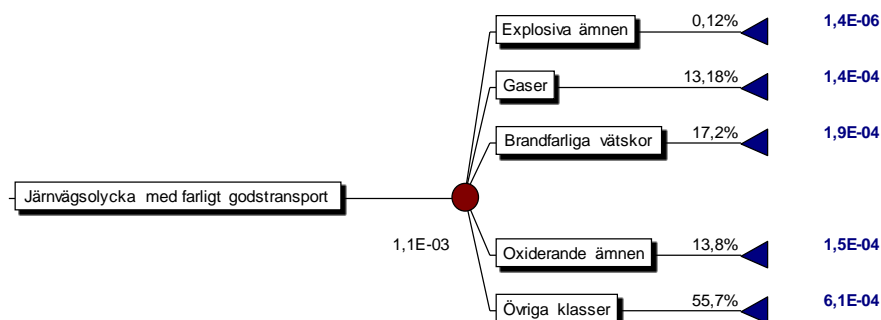 Explosiva ämnen 0,12% 1,4E-06
Gaser 13,18% 1,4E-04
Brandfarliga vätskor 17,2% 1,9E-04
Järnvägsolycka med farligt godstransport
1,1E-03
Oxiderande ämnen 13,8% 1,5E-04
Övriga klasser 55,7% 6,1E-04